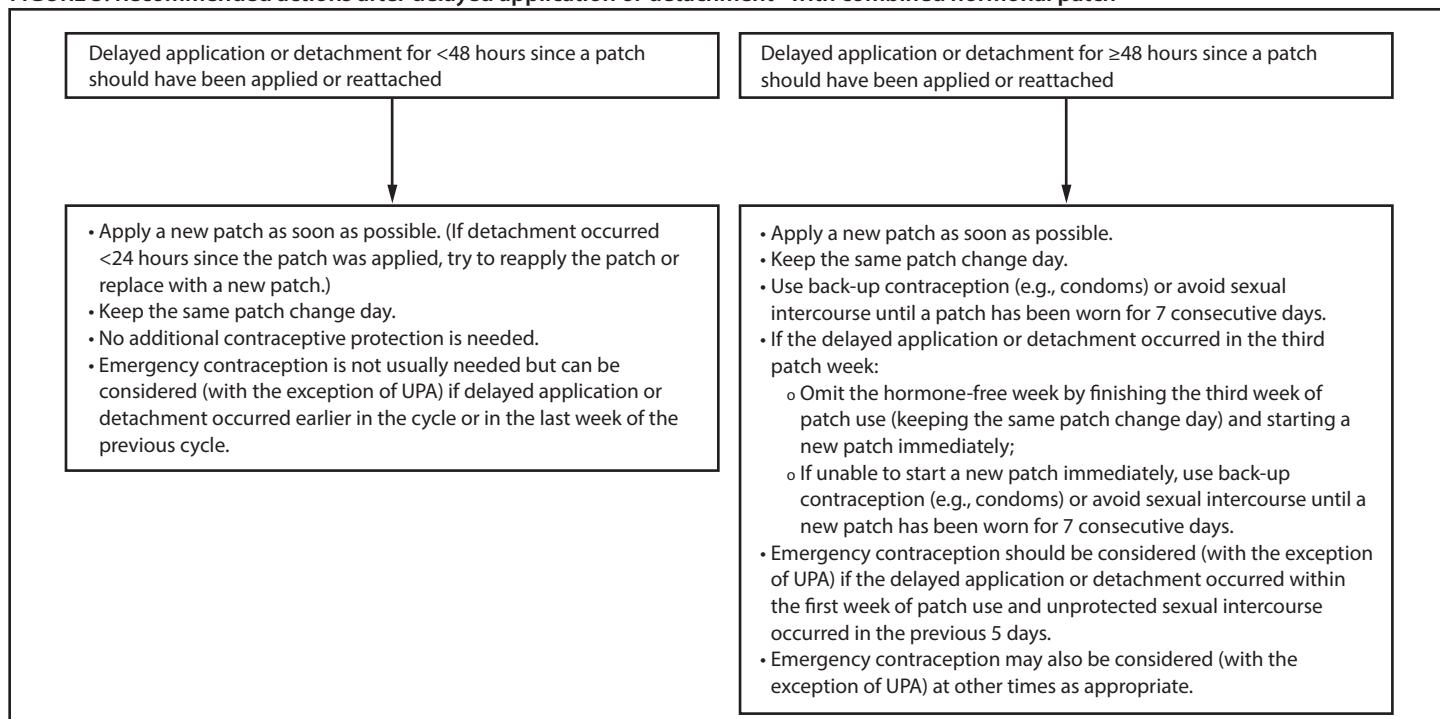 Delayed application or detachment for <48 hours since a patch
should have been applied or reattached
Apply a new patch as soon as possible. (If detachment occurred
<24 hours since the patch was applied, try to reapply the patch or
replace with a new patch.)
• Keep the same patch change day.
• No additional contraceptive protection is needed.
• Emergency contraception is not usually needed but can be
considered (with the exception of UPA) if delayed application or
detachment occurred earlier in the cycle or in the last week of the
previous cycle.
Delayed application or detachment for ≥48 hours since a patch
should have been applied or reattached
• Apply a new patch as soon as possible.
• Keep the same patch change day.
• Use back-up contraception (e.g., condoms) or avoid sexual
intercourse until a patch has been worn for 7 consecutive days.
• If the delayed application or detachment occurred in the third
patch week:
o Omit the hormone-free week by finishing the third week of
patch use (keeping the same patch change day) and starting a
new patch immediately;
o If unable to start a new patch immediately, use back-up
contraception (e.g., condoms) or avoid sexual intercourse until a
new patch has been worn for 7 consecutive days.
• Emergency contraception should be considered (with the exception
of UPA) if the delayed application or detachment occurred within
the first week of patch use and unprotected sexual intercourse
occurred in the previous 5 days.
• Emergency contraception may also be considered (with the
exception of UPA) at other times as appropriate.